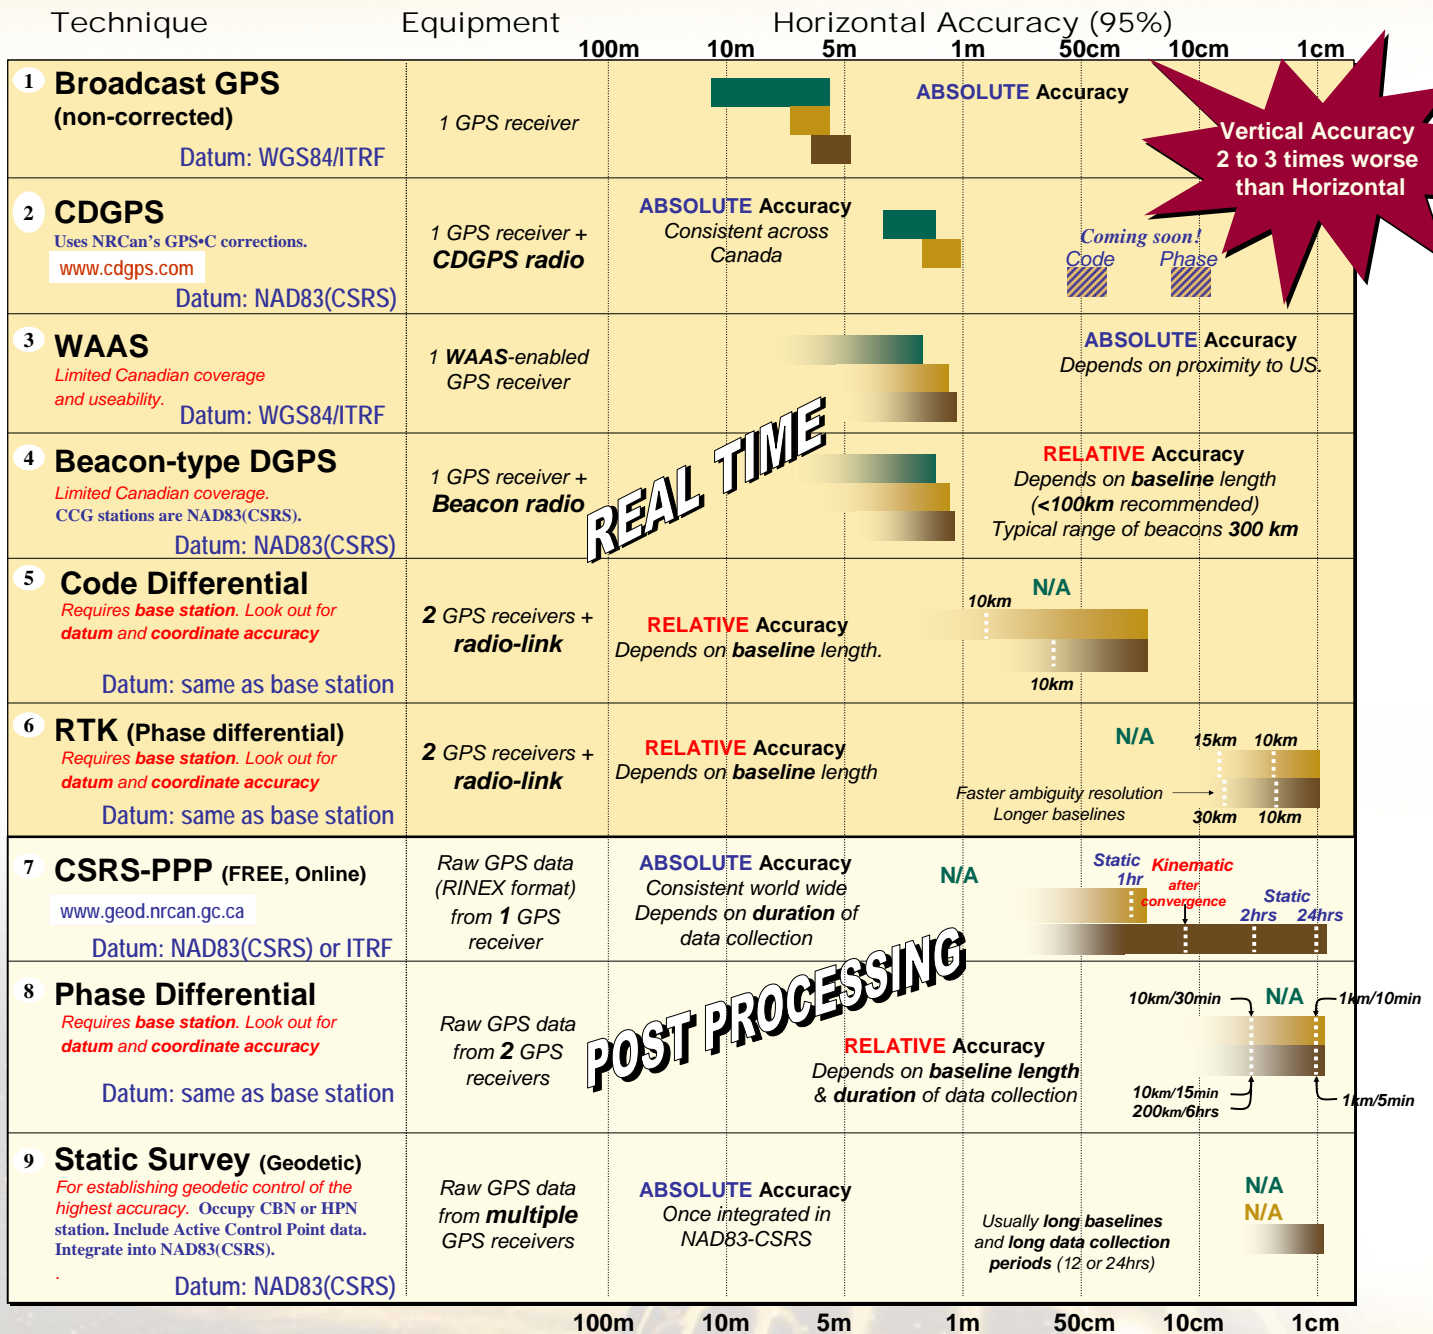 Technique Equipment Horizontal Accuracy (95%)
100m 10m 5m 1m 50cm 10cm 1cm
Vertical Accuracy
2 to 3 times worse
than Horizontal
1 Broadcast GPS
(non-corrected)
Datum: WGS84/ITRF
1 GPS receiver
ABSOLUTE Accuracy
2 CDGPS
Uses NRCan's GPS•C corrections.
www.cdgps.com
Datum: NAD83(CSRS)
1 GPS receiver +
CDGPS radio
ABSOLUTE Accuracy
Consistent across
Canada
Coming soon!
Code Phase
3 WAAS
Limited Canadian coverage
and useability.
Datum: WGS84/ITRF
1 WAAS-enabled
GPS receiver
ABSOLUTE Accuracy
Depends on proximity to US.
REAL TIME
4 Beacon-type DGPS
Limited Canadian coverage.
CCG stations are NAD83(CSRS).
Datum: NAD83(CSRS)
1 GPS receiver +
Beacon radio
RELATIVE Accuracy
Depends on baseline length
(<100km recommended)
Typical range of beacons 300 km
5 Code Differential
Requires base station. Look out for
datum and coordinate accuracy
Datum: same as base station
2 GPS receivers +
radio-link
RELATIVE Accuracy
Depends on baseline length.
N/A
10km
10km
6 RTK (Phase differential)
Requires base station. Look out for
datum and coordinate accuracy
Datum: same as base station
2 GPS receivers +
radio-link
RELATIVE Accuracy
Depends on baseline length
N/A
15km 10km
Faster ambiguity resolution
Longer baselines
30km 10km
7 CSRS-PPP (FREE, Online)
www.geod.nrcan.gc.ca
Datum: NAD83(CSRS) or ITRF
Raw GPS data
(RINEX format)
from 1 GPS
receiver
ABSOLUTE Accuracy
Consistent world wide
Depends on duration of
data collection
N/A
Static
1hr
Kinematic
after
convergence
Static
2hrs 24hrs
POST PROCESSING
8 Phase Differential
Requires base station. Look out for
datum and coordinate accuracy
Datum: same as base station
Raw GPS data
from 2 GPS
receivers
RELATIVE Accuracy
Depends on baseline length
& duration of data collection
10km/30min N/A 1km/10min
10km/15min
200km/6hrs
1km/5min
9 Static Survey (Geodetic)
For establishing geodetic control of the
highest accuracy. Occupy CBN or HPN
station. Include Active Control Point data.
Integrate into NAD83(CSRS).
.
Datum: NAD83(CSRS)
Raw GPS data
from multiple
GPS receivers
ABSOLUTE Accuracy
Once integrated in
NAD83-CSRS
Usually long baselines
and long data collection
periods (12 or 24hrs)
N/A
N/A
100m 10m 5m 1m 50cm 10cm 1cm